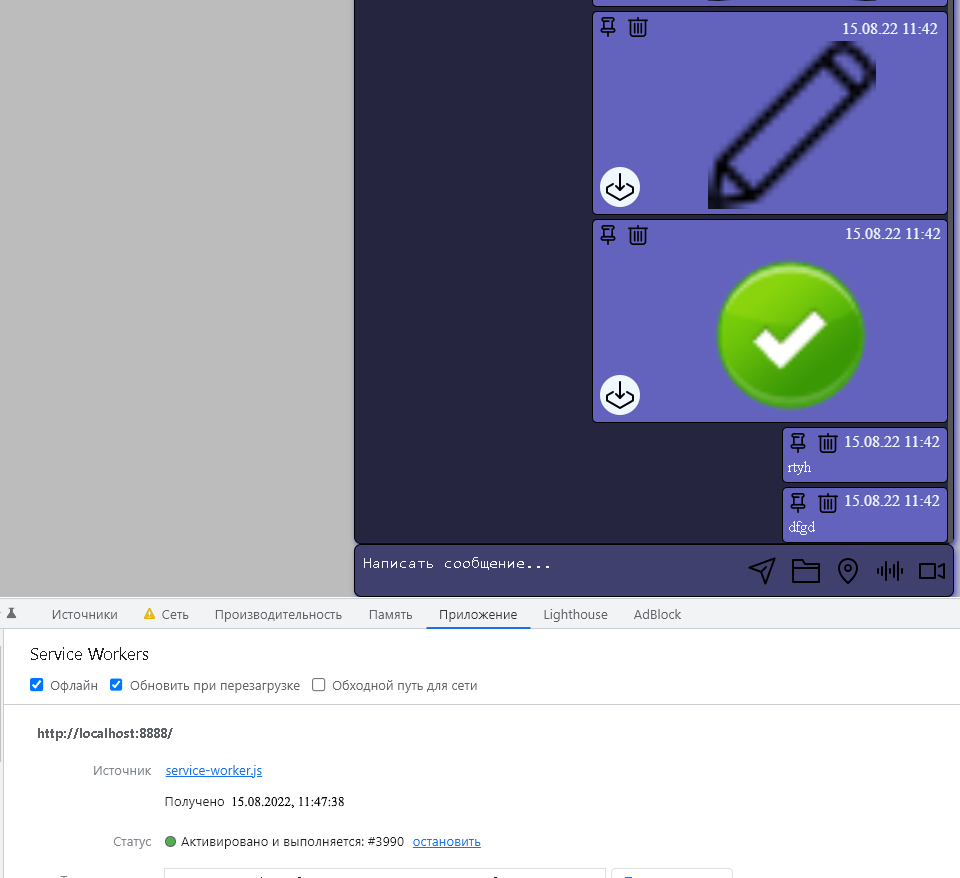 15.08.22 11:42
15.08.22 11:42
15.08.22 11:42
rtyh
15.08.22 11:42
dfgd
Написать сообщение...
Источники Сеть Производительность Память Приложение Lighthouse AdBlock
Service Workers
Офлайн Обновить при перезагрузке Обходной путь для сети
http://localhost:8888/
Источник service-worker.js
Получено 15.08.2022, 11:47:38
Статус Активировано и выполняется: #3990 остановить